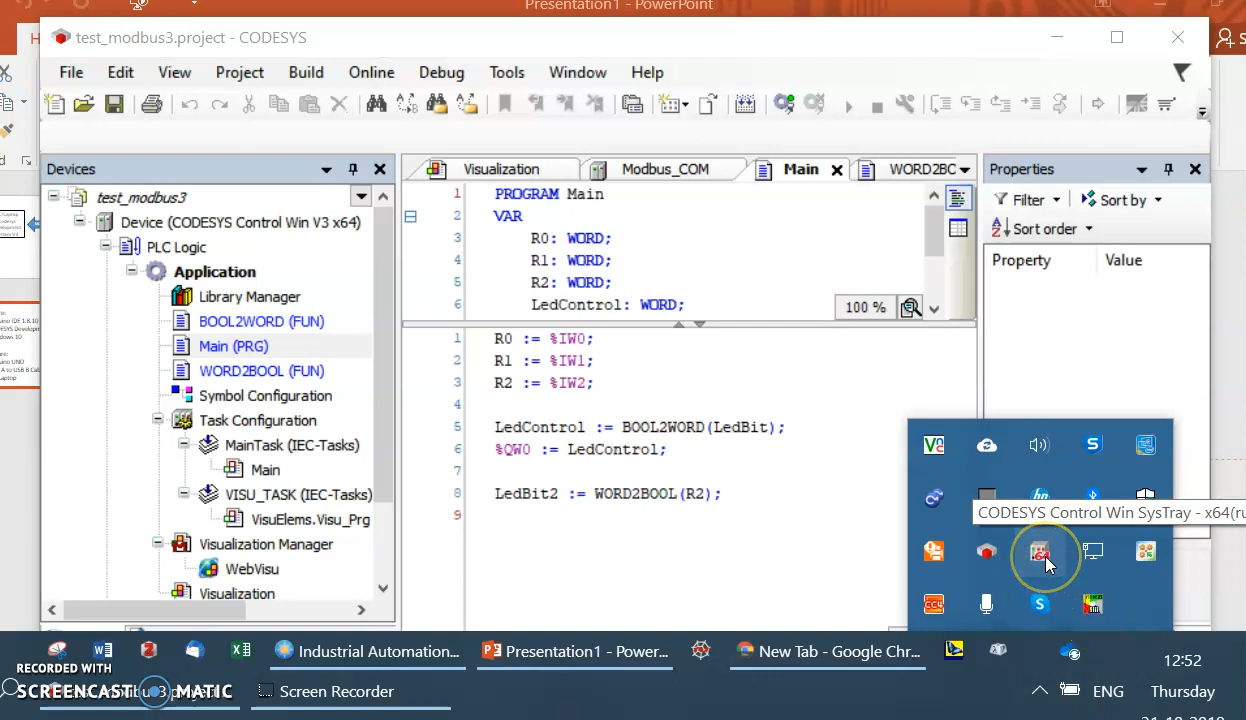 Presentation1 - PowerPoint
test_modbus3.project - CODESYS
File Edit View Project Build Online Debug Tools Window Help
Devices
Visualization Modbus_COM Main WORD2BC
Properties
test_modbus3
Device (CODESYS Control Win V3 x64)
PLC Logic
Application
Library Manager
BOOL2WORD (FUN)
Main (PRG)
WORD2BOOL (FUN)
Symbol Configuration
Task Configuration
MainTask (IEC-Tasks)
Main
VISU_TASK (IEC-Tasks)
VisuElems.Visu_Prg
Visualization Manager
WebVisu
Visualization
1 PROGRAM Main
2 VAR
3 R0: WORD;
4 R1: WORD;
5 R2: WORD;
6 LedControl: WORD;
100 %
1 R0 := %IW0;
2 R1 := %IW1;
3 R2 := %IW2;
4
5 LedControl := BOOL2WORD(LedBit);
6 %QW0 := LedControl;
7
8 LedBit2 := WORD2BOOL(R2);
9
Filter Sort by
Sort order
Property Value
CODESYS Control Win SysTray - x64(ru
Industrial Automation... Presentation1 - Power... New Tab - Google Chr...
Screen Recorder
RECORDED WITH
SCREENCAST MATIC
ENG
12:52
Thursday